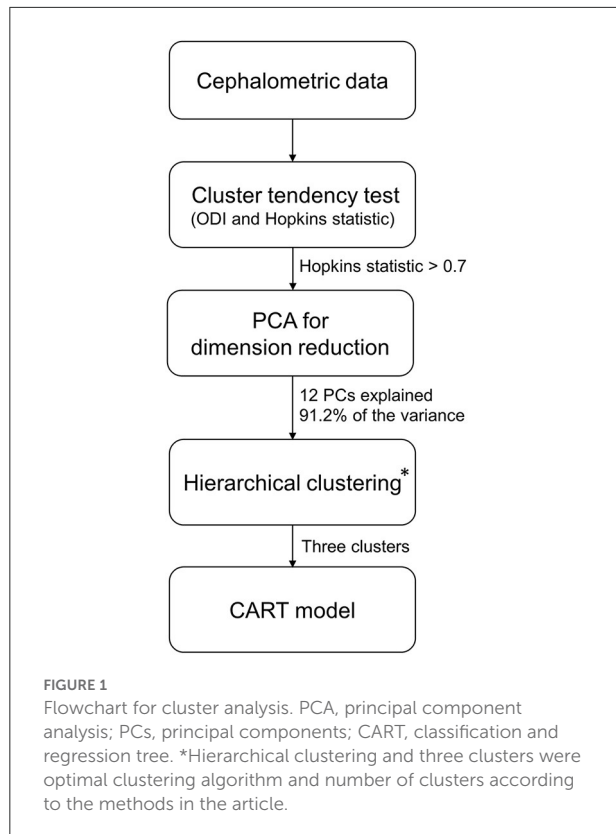 Cephalometric data
Cluster tendency test
(ODI and Hopkins statistic)
Hopkins statistic > 0.7
PCA for
dimension reduction
12 PCs explained
91.2% of the variance
Hierarchical clustering*
Three clusters
CART model
FIGURE 1
Flowchart for cluster analysis. PCA, principal component
analysis; PCs, principal components; CART, classification and
regression tree. *Hierarchical clustering and three clusters were
optimal clustering algorithm and number of clusters according
to the methods in the article.